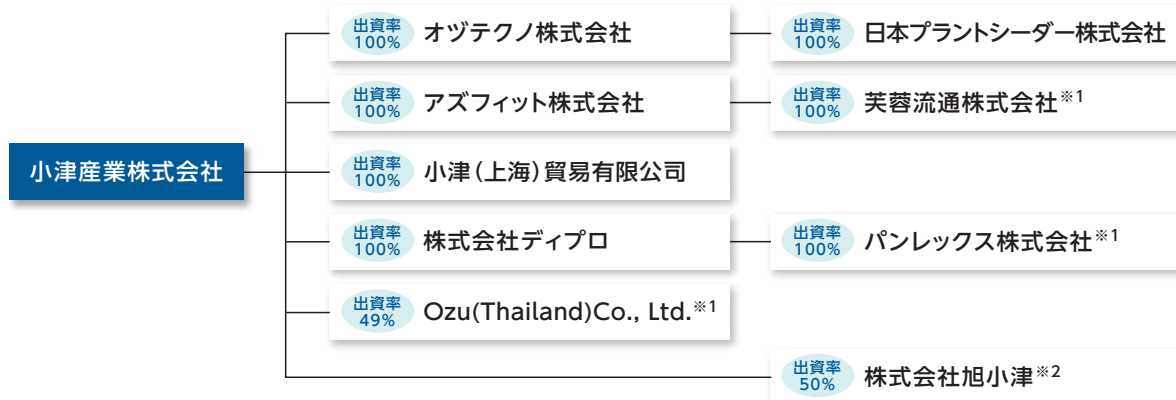 小津産業株式会社
出資率
100%
オヅテクノ株式会社
出資率
100%
日本プラントシーダー株式会社
出資率
100%
アズフィット株式会社
出資率
100%
芙蓉流通株式会社※1
出資率
100%
小津（上海）貿易有限公司
出資率
100%
株式会社ディプロ
出資率
100%
パンレックス株式会社※1
出資率
49%
Ozu(Thailand)Co., Ltd.※1
出資率
50%
株式会社旭小津※2